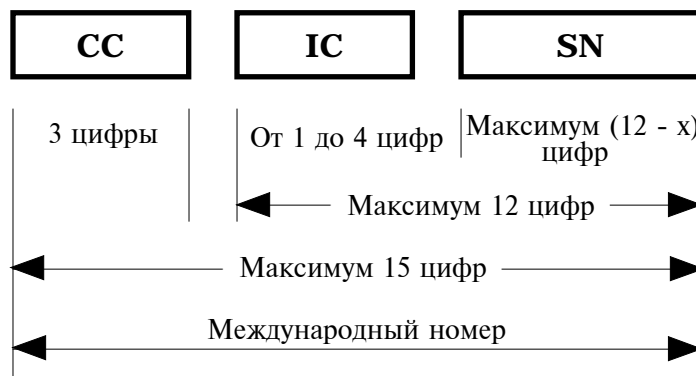 CC IC SN
3 цифры От 1 до 4 цифр Максимум (12 - x)
цифр
Максимум 12 цифр
Максимум 15 цифр
Международный номер